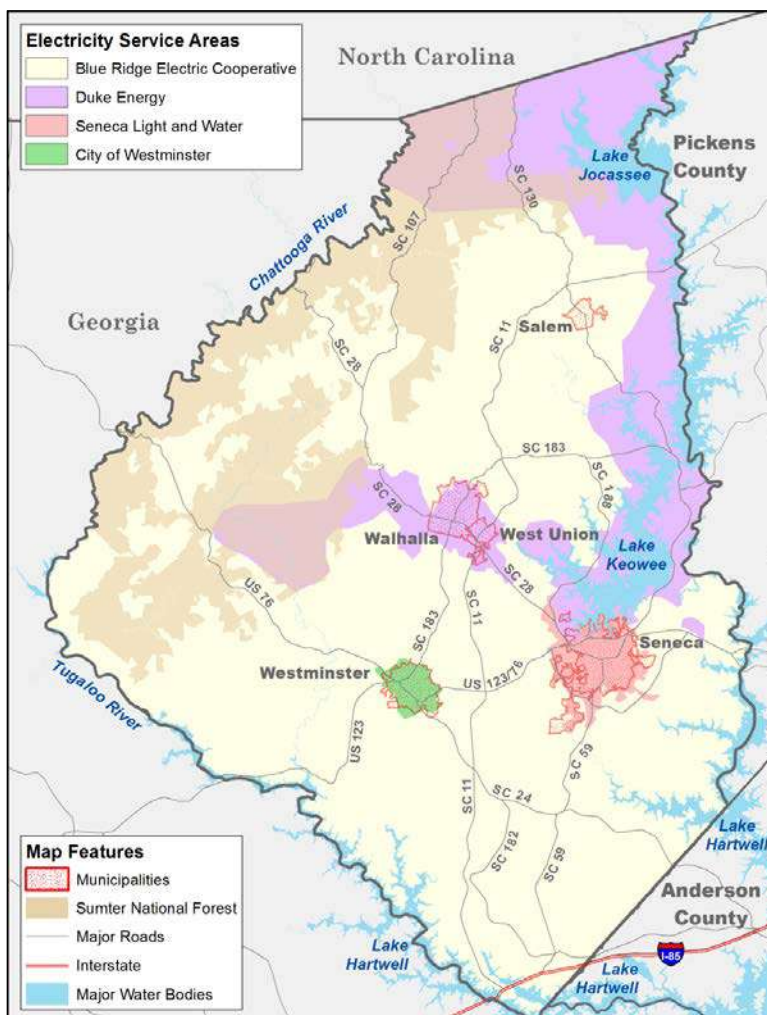 Electricity Service Areas
Blue Ridge Electric Cooperative
Duke Energy
Seneca Light and Water
City of Westminster
North Carolina
Pickens
County
Lake
Jocassee
SC 130
SC 107
Chattooga River
Georgia
Salem
SC 11
SC 28
SC 183
SC 188
SC 28
Walhalla
West Union
Lake
Keowee
SC 28
US 76
SC 183
SC 11
Seneca
Westminster
US 123/76
Tugaloo River
US 123
SC 59
SC 24
SC 11
SC 182
SC 59
Lake
Hartwell
Anderson
County
Map Features
Municipalities
Sumter National Forest
Major Roads
Interstate
Major Water Bodies
Lake
Hartwell
I-85
Lake
Hartwell